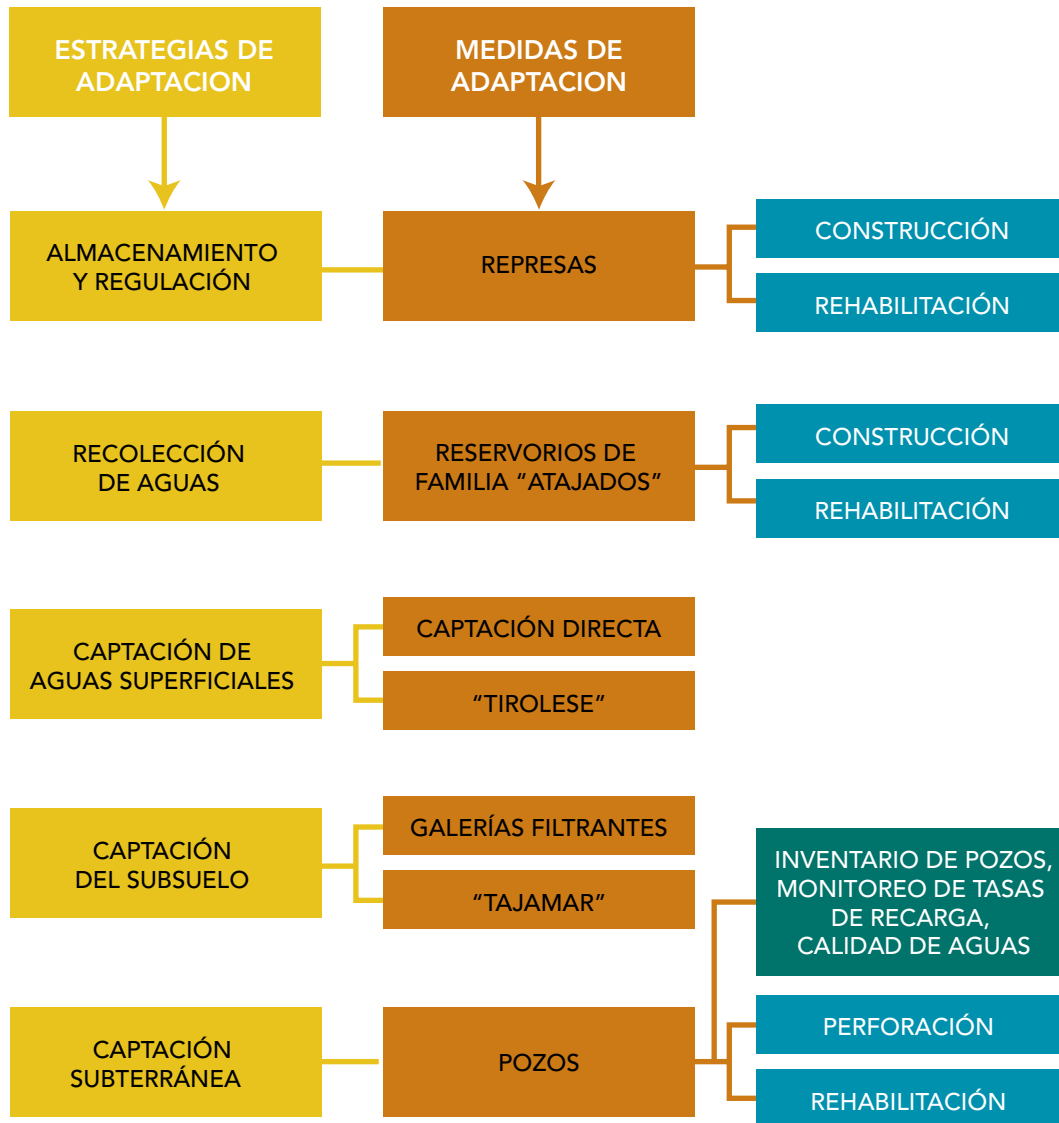 ESTRATEGIAS DE
ADAPTACION
MEDIDAS DE
ADAPTACION
ALMACENAMIENTO
Y REGULACIÓN
REPRESAS
CONSTRUCCIÓN
REHABILITACIÓN
RECOLECCIÓN
DE AGUAS
RESERVORIOS DE
FAMILIA “ATAJADOS”
CONSTRUCCIÓN
REHABILITACIÓN
CAPTACIÓN DE
AGUAS SUPERFICIALES
CAPTACIÓN DIRECTA
“TIROLESE”
CAPTACIÓN
DEL SUBSUELO
GALERÍAS FILTRANTES
“TAJAMAR”
INVENTARIO DE POZOS,
MONITOREO DE TASAS
DE RECARGA,
CALIDAD DE AGUAS
CAPTACIÓN
SUBTERRÁNEA
POZOS
PERFORACIÓN
REHABILITACIÓN